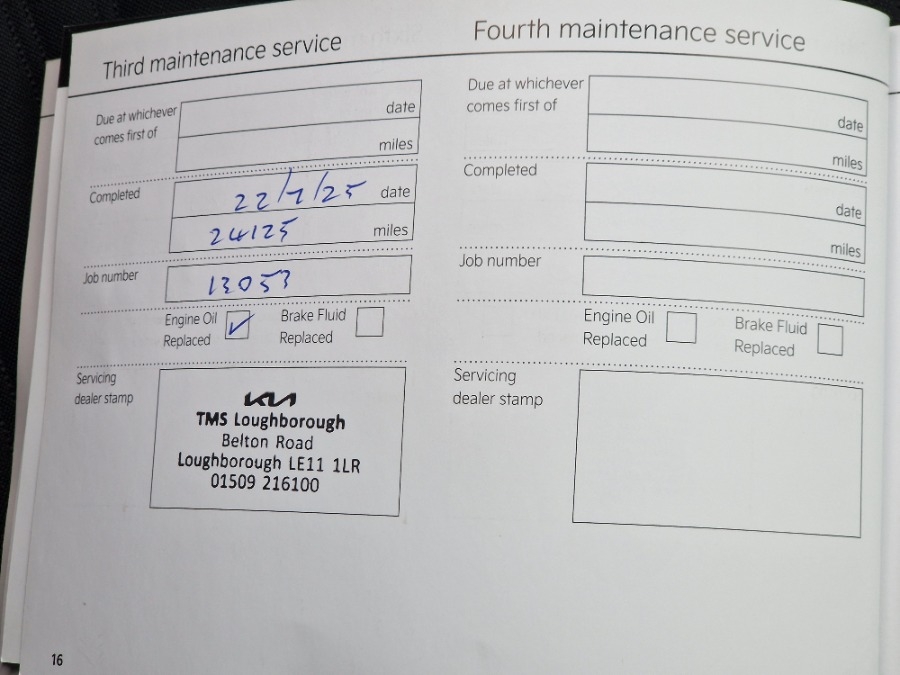 Third maintenance service
Due at whichever
comes first of
date
miles
Completed
22/7/25 date
24125 miles
Job number
13053
Engine Oil
Replaced
Brake Fluid
Replaced
Servicing
dealer stamp
KIA
TMS Loughborough
Belton Road
Loughborough LE11 1LR
01509 216100
Fourth maintenance service
Due at whichever
comes first of
date
miles
Completed
date
miles
Job number
Engine Oil
Replaced
Brake Fluid
Replaced
Servicing
dealer stamp
16